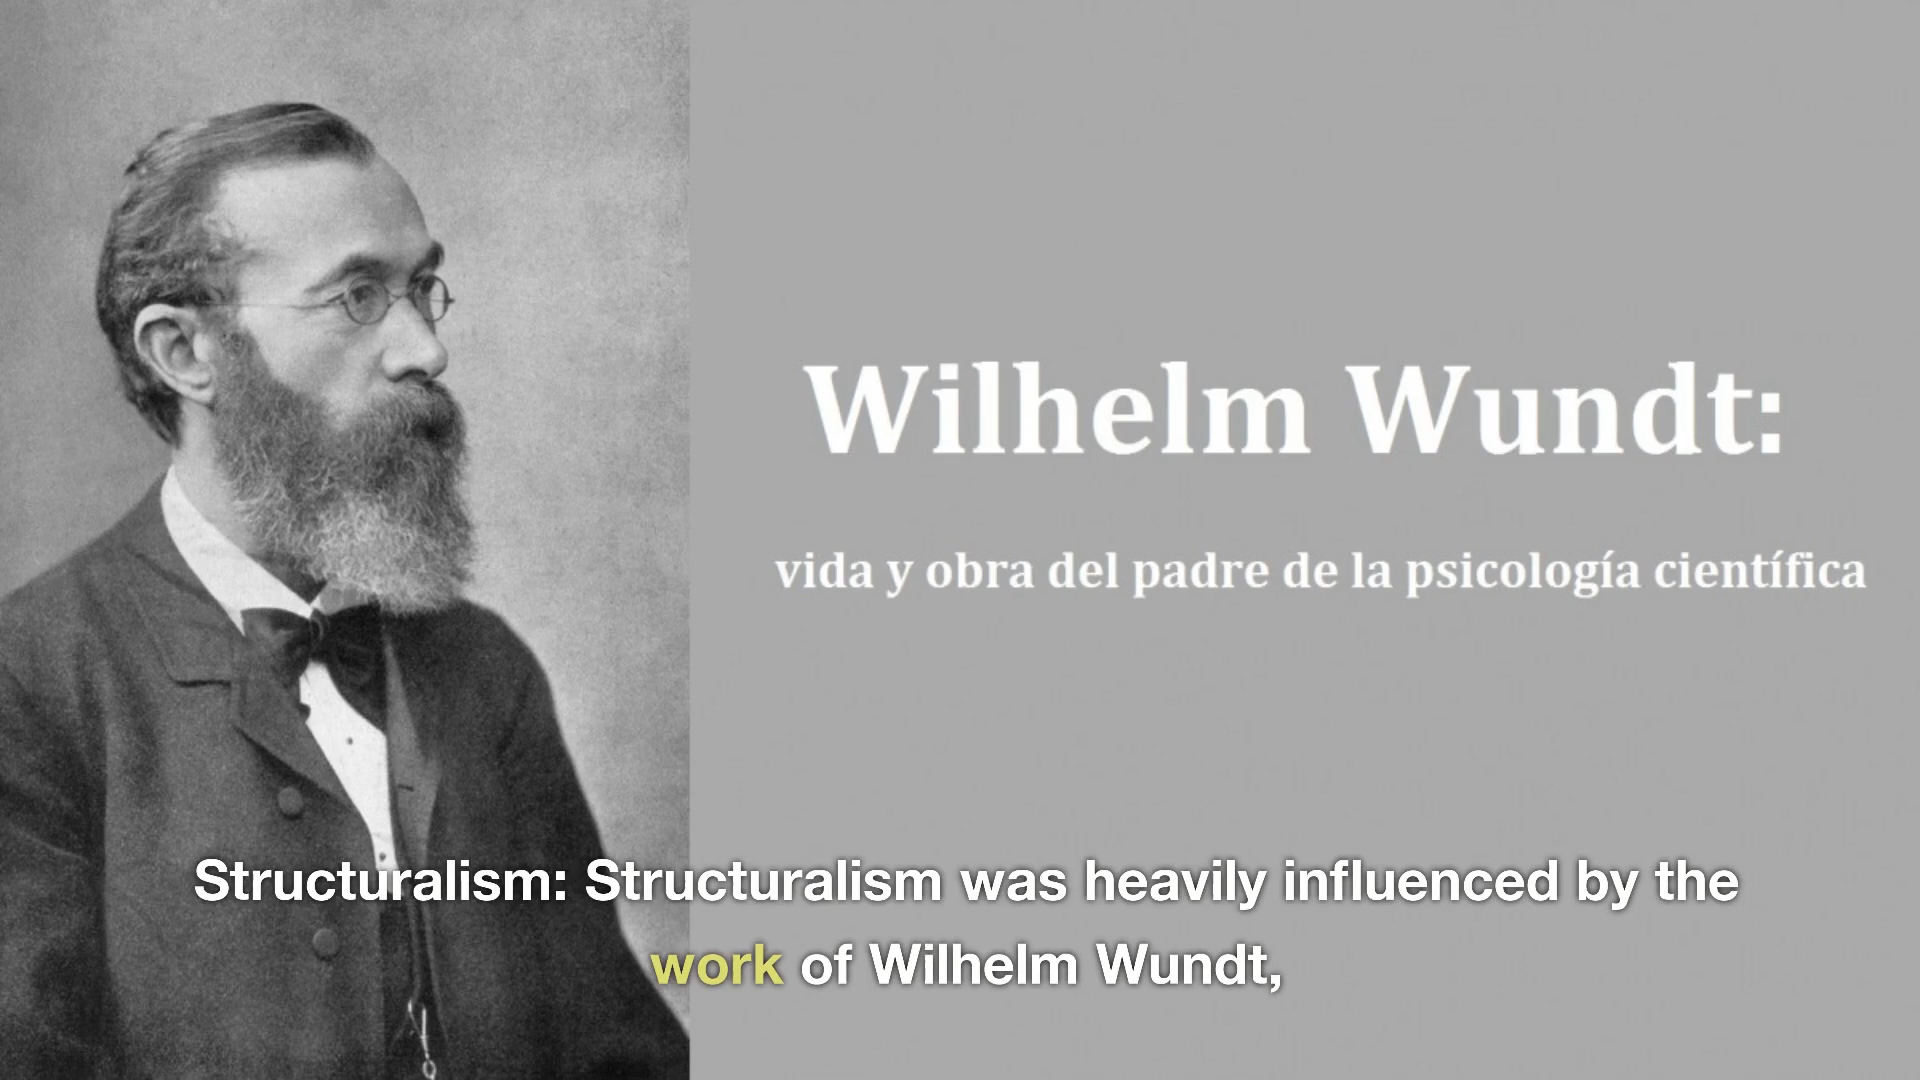 Wilhelm Wundt:
vida y obra del padre de la psicología científica
Structuralism: Structuralism was heavily influenced by the
work of Wilhelm Wundt,